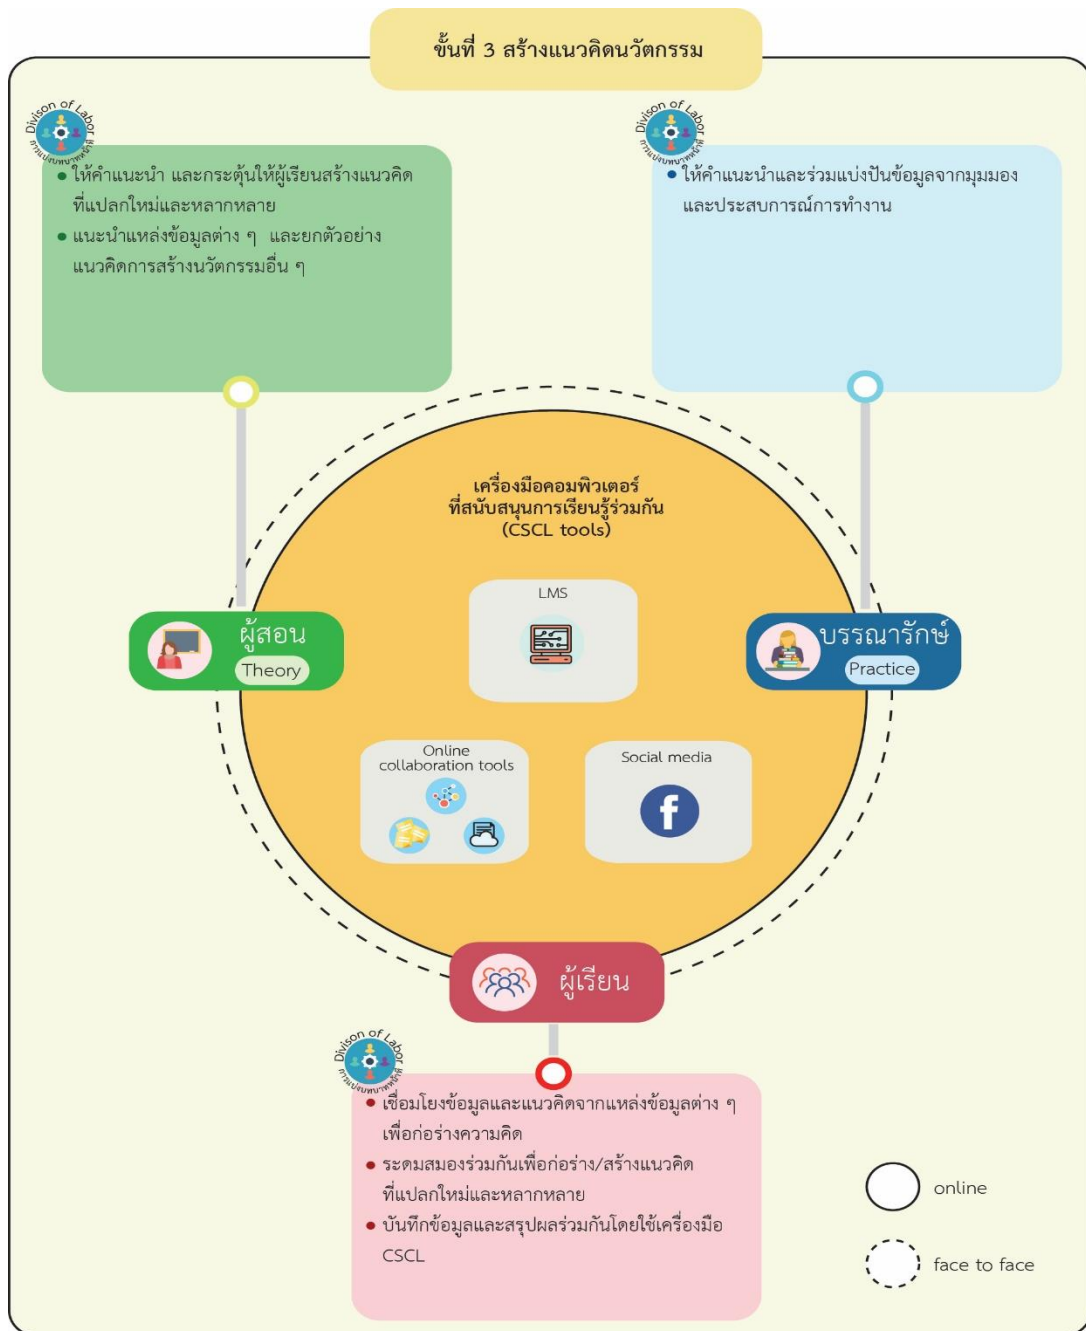 ขั้นที่ 3 สร้างแนวคิดนวัตกรรม
Divison of Labor
การแบ่งบทบาทหน้าที่
ให้คำแนะนำ และกระตุ้นให้ผู้เรียนสร้างแนวคิด
ที่แปลกใหม่และหลากหลาย
แนะนำแหล่งข้อมูลต่าง ๆ และยกตัวอย่าง
แนวคิดการสร้างนวัตกรรมอื่น ๆ
Divison of Labor
การแบ่งบทบาทหน้าที่
ให้คำแนะนำและร่วมแบ่งปันข้อมูลจากมุมมอง
และประสบการณ์การทำงาน
เครื่องมือคอมพิวเตอร์
ที่สนับสนุนการเรียนรู้ร่วมกัน
(CSCL tools)
LMS
ผู้สอน
Theory
บรรณารักษ์
Practice
Online
collaboration tools
Social media
ผู้เรียน
Divison of Labor
การแบ่งบทบาทหน้าที่
เชื่อมโยงข้อมูลและแนวคิดจากแหล่งข้อมูลต่าง ๆ
เพื่อก่อร่างความคิด
ระดมสมองร่วมกันเพื่อก่อร่าง/สร้างแนวคิด
ที่แปลกใหม่และหลากหลาย
บันทึกข้อมูลและสรุปผลร่วมกันโดยใช้เครื่องมือ
CSCL
online
face to face